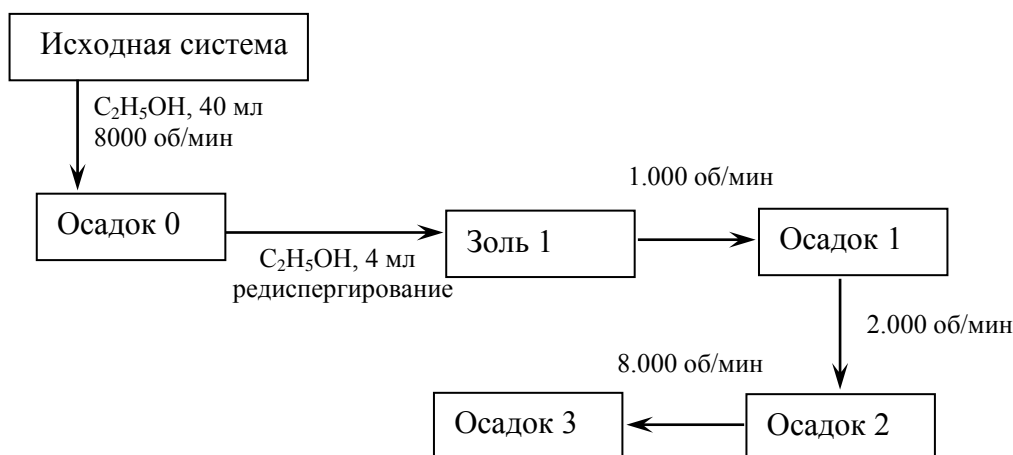 Исходная система
C₂H₅OH, 40 мл
8000 об/мин
Осадок 0
C₂H₅OH, 4 мл
редиспергирование
Золь 1
1.000 об/мин
Осадок 1
2.000 об/мин
Осадок 2
8.000 об/мин
Осадок 3